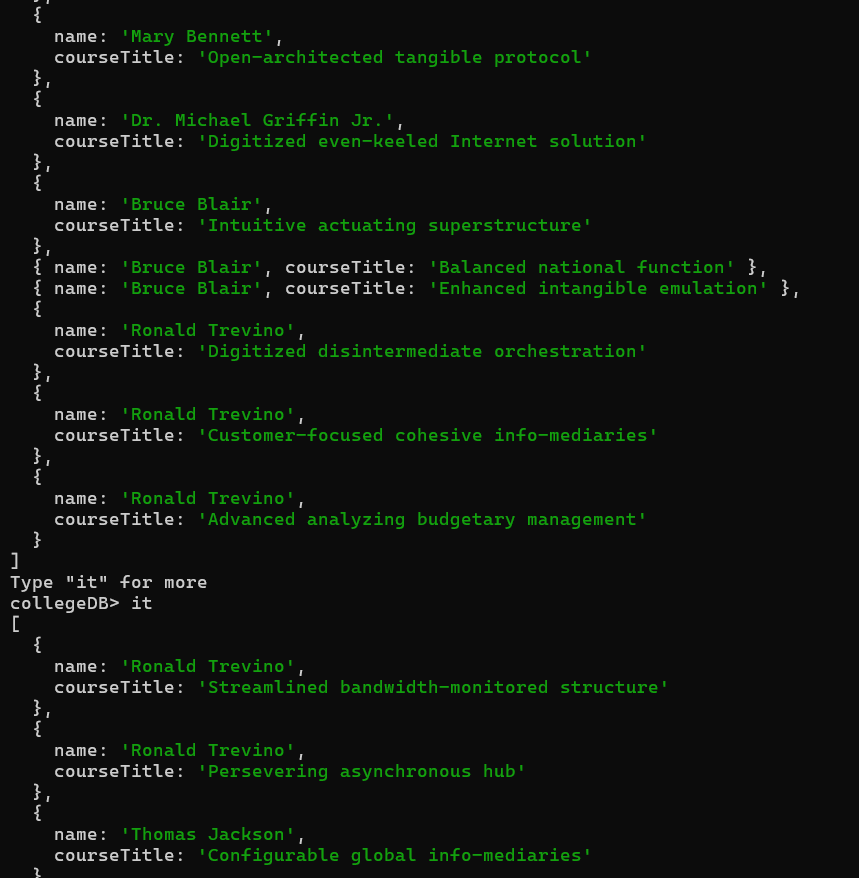 },
{
name: 'Mary Bennett',
courseTitle: 'Open-architected tangible protocol'
},
{
name: 'Dr. Michael Griffin Jr.',
courseTitle: 'Digitized even-keeled Internet solution'
},
{
name: 'Bruce Blair',
courseTitle: 'Intuitive actuating superstructure'
},
{ name: 'Bruce Blair', courseTitle: 'Balanced national function' },
{ name: 'Bruce Blair', courseTitle: 'Enhanced intangible emulation' },
{
name: 'Ronald Trevino',
courseTitle: 'Digitized disintermediate orchestration'
},
{
name: 'Ronald Trevino',
courseTitle: 'Customer-focused cohesive info-mediaries'
},
{
name: 'Ronald Trevino',
courseTitle: 'Advanced analyzing budgetary management'
}
]
Type "it" for more
collegeDB> it
[
{
name: 'Ronald Trevino',
courseTitle: 'Streamlined bandwidth-monitored structure'
},
{
name: 'Ronald Trevino',
courseTitle: 'Persevering asynchronous hub'
},
{
name: 'Thomas Jackson',
courseTitle: 'Configurable global info-mediaries'
}